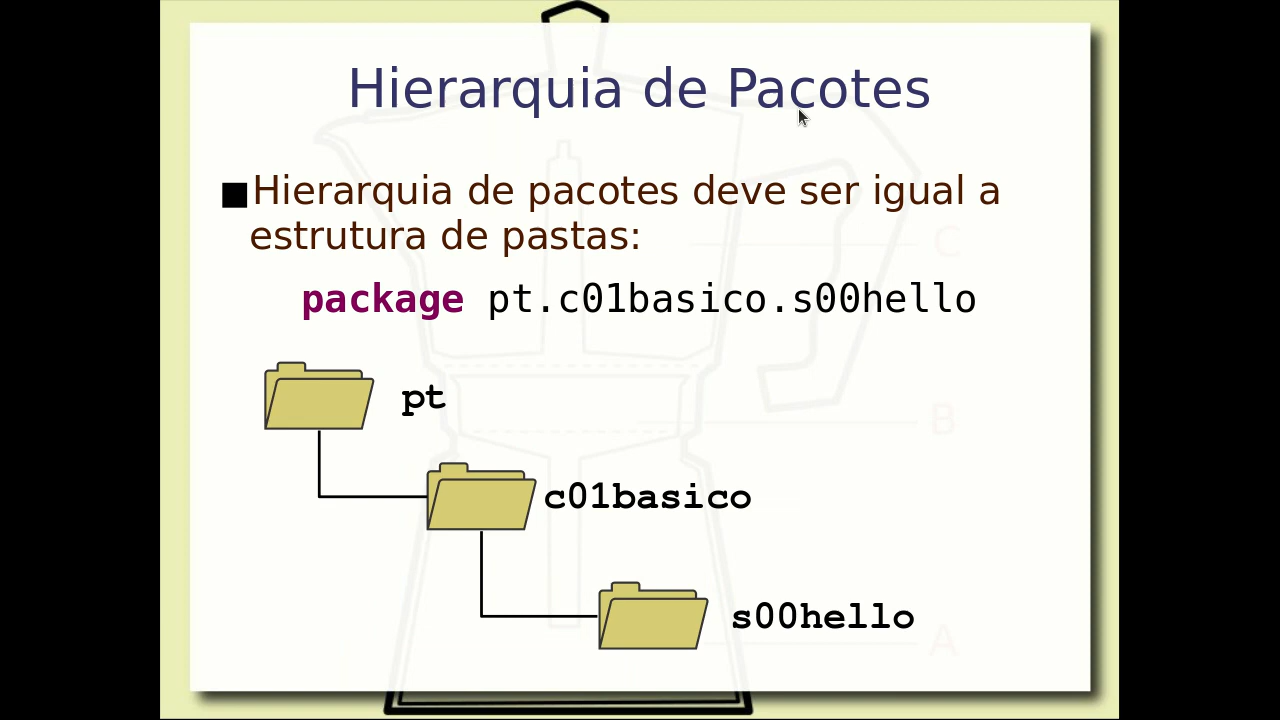 Hierarquia de Pacotes
■Hierarquia de pacotes deve ser igual a
estrutura de pastas:
package pt.c01basico.s00hello
pt
c01basico
s00hello
C
B
A